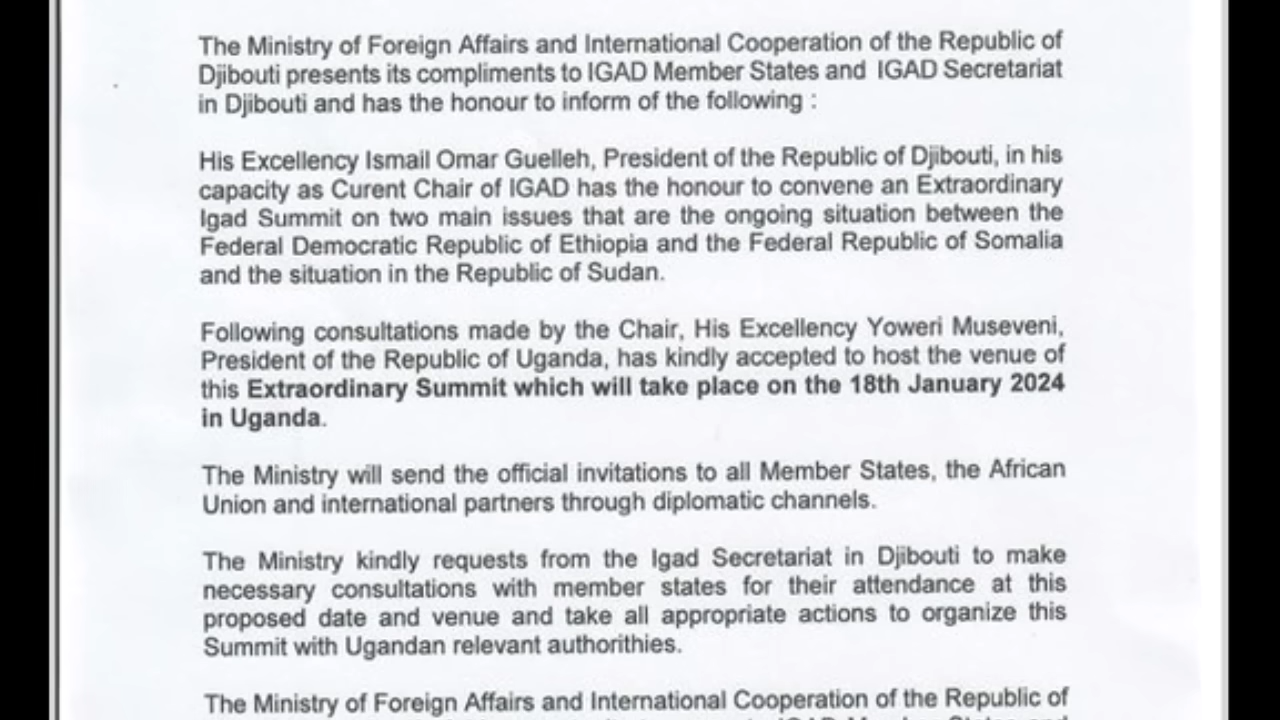 The Ministry of Foreign Affairs and International Cooperation of the Republic of
Djibouti presents its compliments to IGAD Member States and IGAD Secretariat
in Djibouti and has the honour to inform of the following :
His Excellency Ismail Omar Guelleh, President of the Republic of Djibouti, in his
capacity as Curent Chair of IGAD has the honour to convene an Extraordinary
Igad Summit on two main issues that are the ongoing situation between the
Federal Democratic Republic of Ethiopia and the Federal Republic of Somalia
and the situation in the Republic of Sudan.
Following consultations made by the Chair, His Excellency Yoweri Museveni,
President of the Republic of Uganda, has kindly accepted to host the venue of
this Extraordinary Summit which will take place on the 18th January 2024
in Uganda.
The Ministry will send the official invitations to all Member States, the African
Union and international partners through diplomatic channels.
The Ministry kindly requests from the Igad Secretariat in Djibouti to make
necessary consultations with member states for their attendance at this
proposed date and venue and take all appropriate actions to organize this
Summit with Ugandan relevant authorithies.
The Ministry of Foreign Affairs and International Cooperation of the Republic of